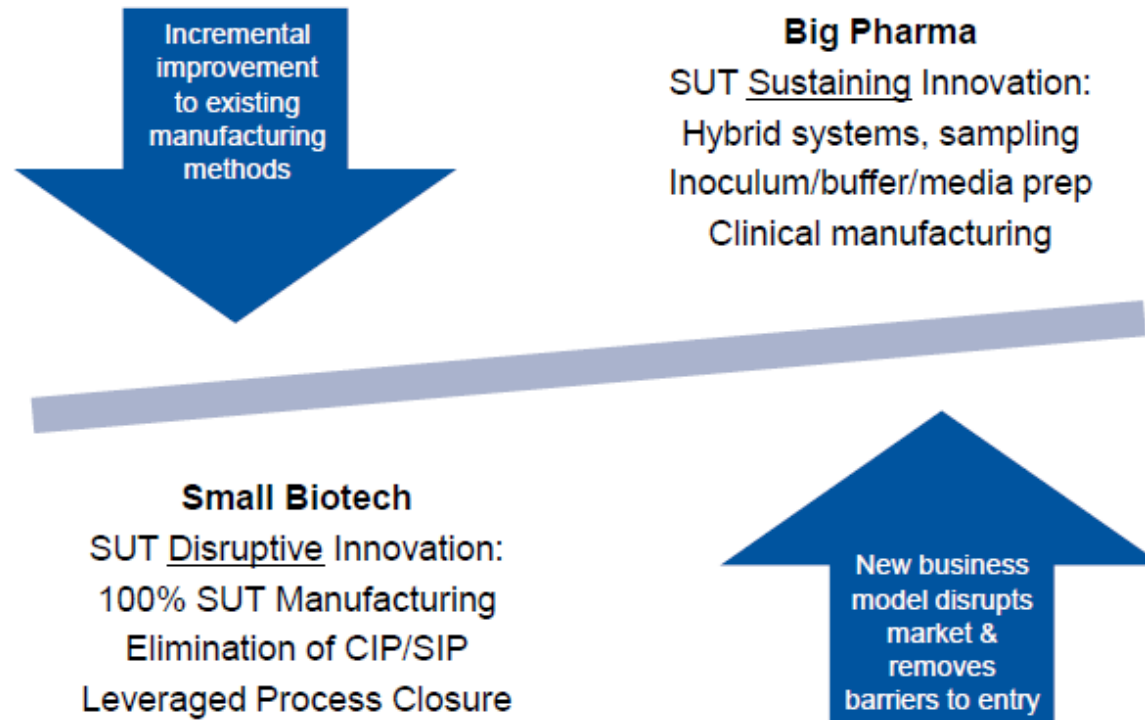 Incremental
improvement
to existing
manufacturing
methods
Big Pharma
SUT Sustaining Innovation:
Hybrid systems, sampling
Inoculum/buffer/media prep
Clinical manufacturing
Small Biotech
SUT Disruptive Innovation:
100% SUT Manufacturing
Elimination of CIP/SIP
Leveraged Process Closure
New business
model disrupts
market &
removes
barriers to entry